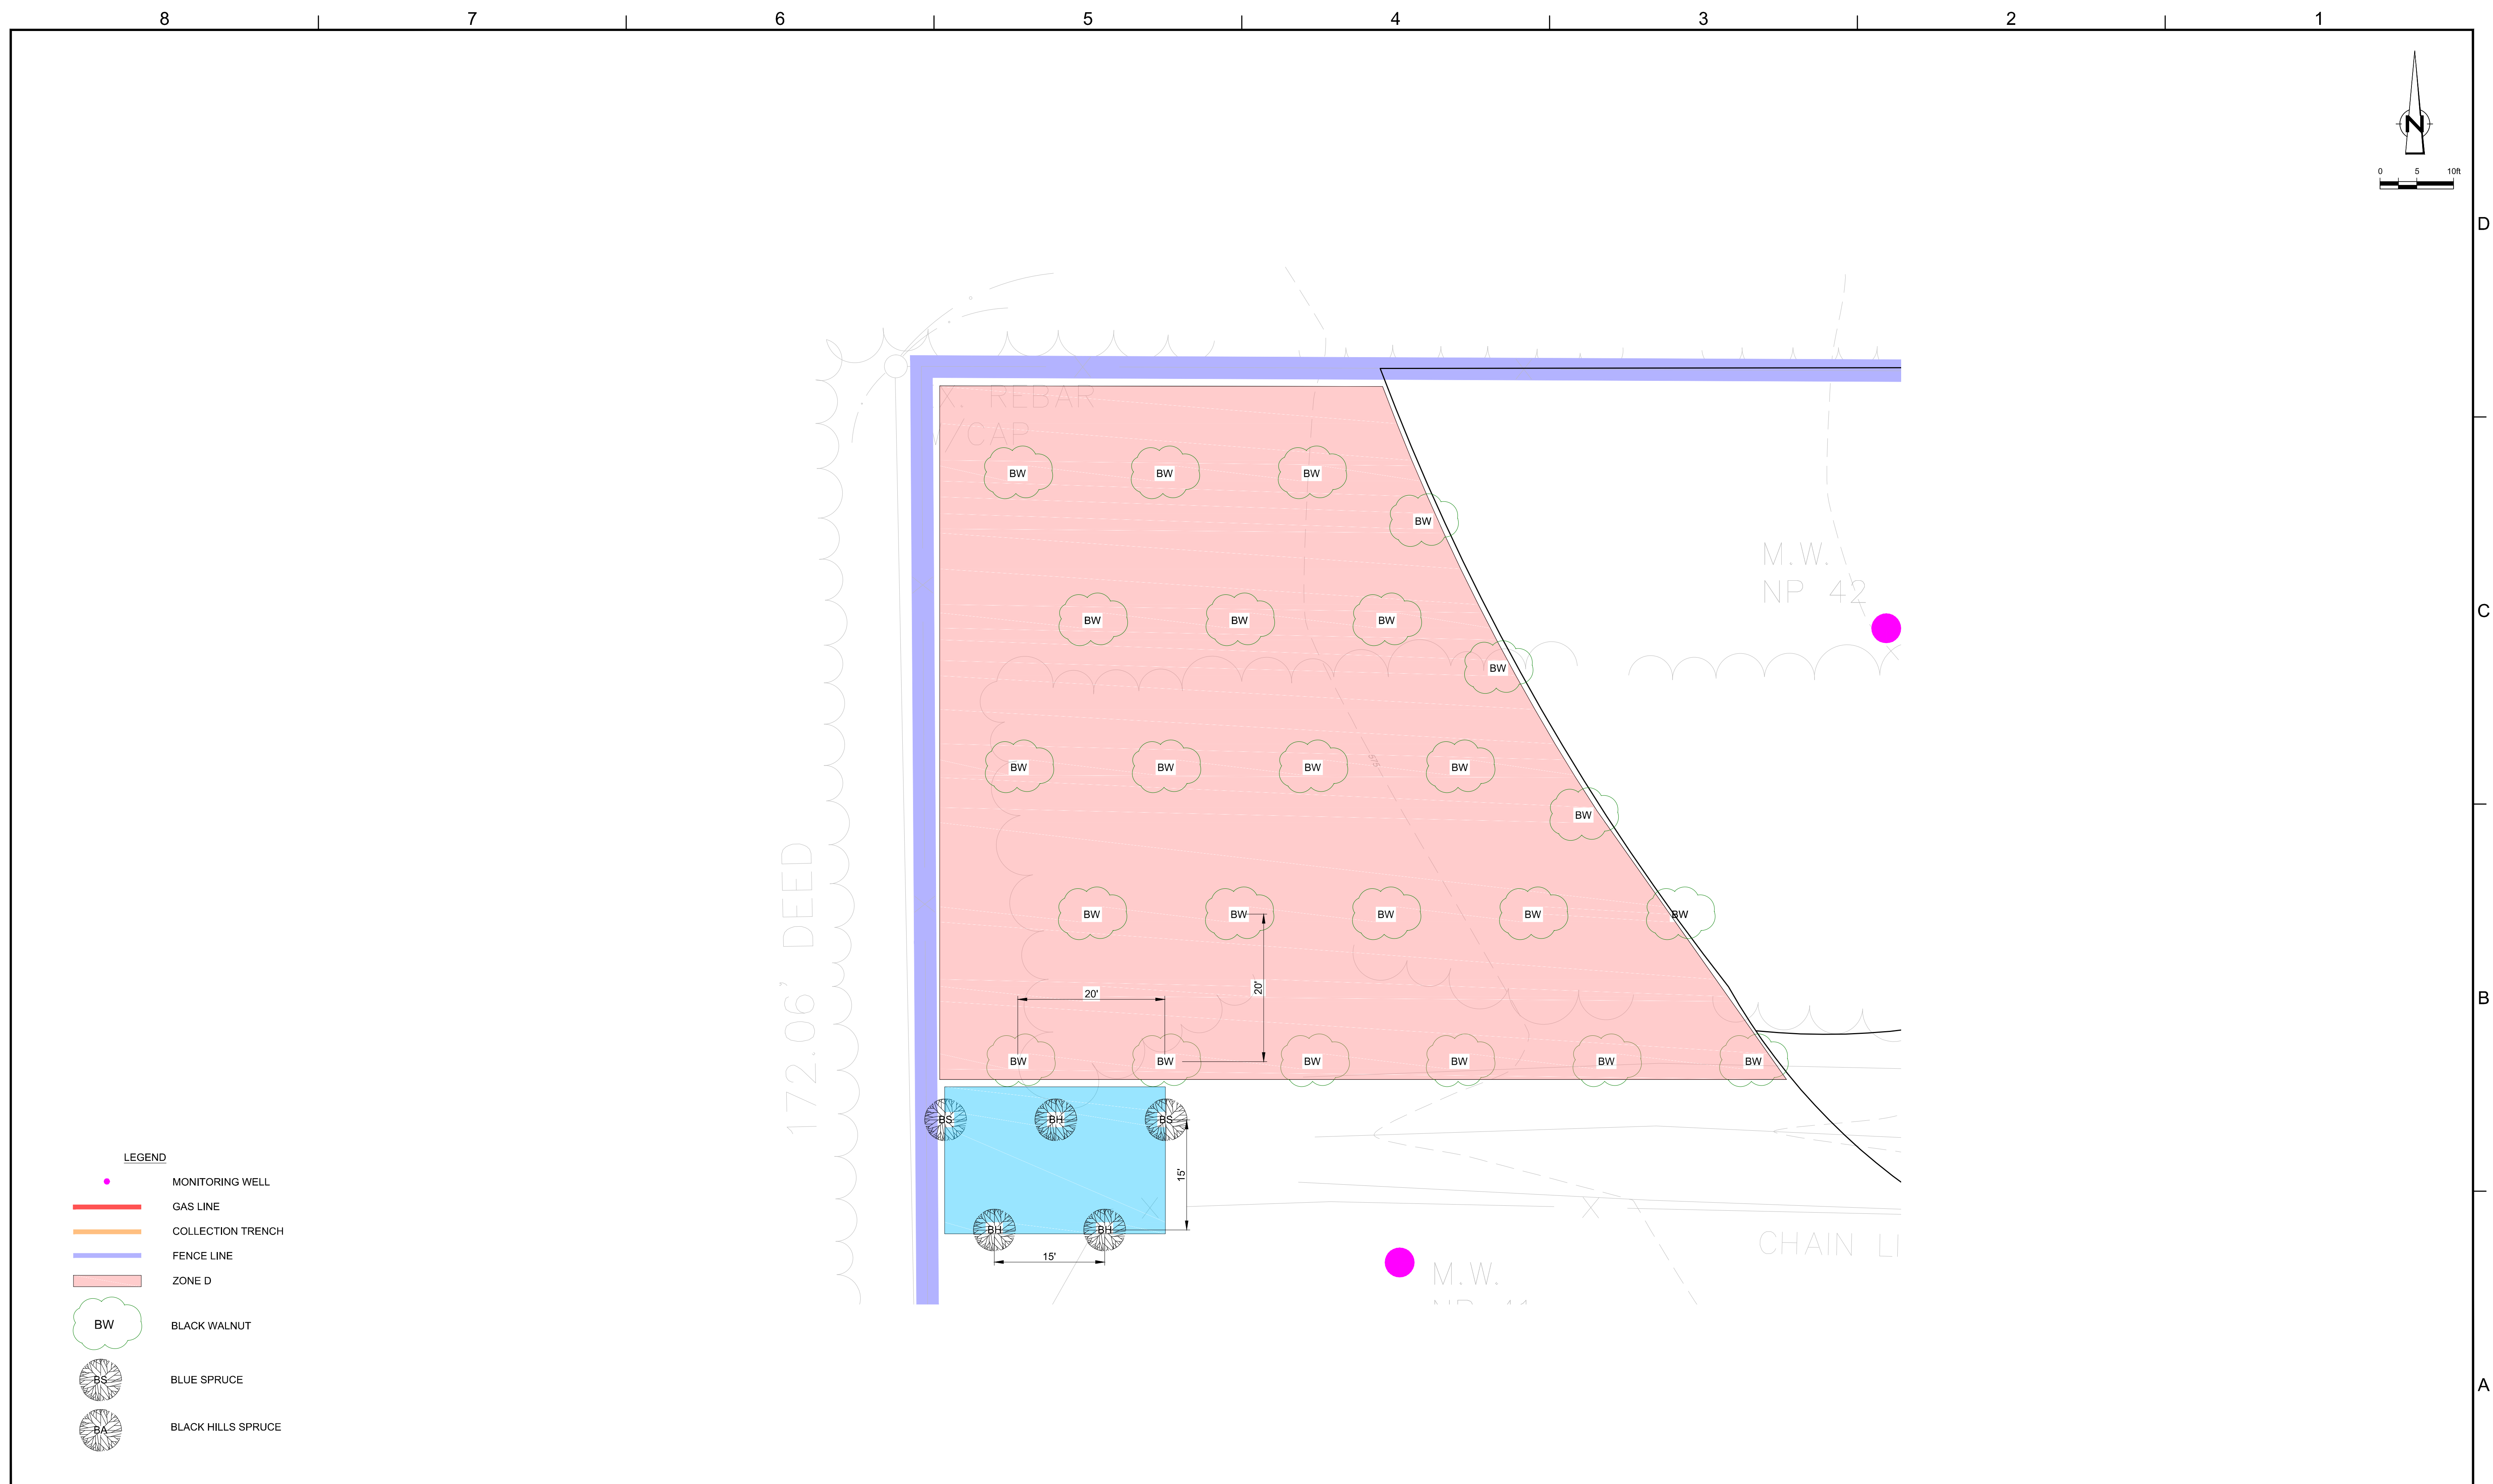 8 7 6 5 4 3 2 1
N
0 5 10ft
D
X. REBAR
W/CAP
BW BW BW
BW
M.W.
NP 42
C
BW BW BW
BW
575
BW BW BW BW
BW
172.06' DEED
BW BW BW BW BW
20' 20'
B
BW BW BW BW BW BW
BS BH BS
15'
BH BH
15'
CHAIN LI
M.W.
LEGEND
MONITORING WELL
GAS LINE
COLLECTION TRENCH
FENCE LINE
ZONE D
BW BLACK WALNUT
BS BLUE SPRUCE
BA BLACK HILLS SPRUCE
A